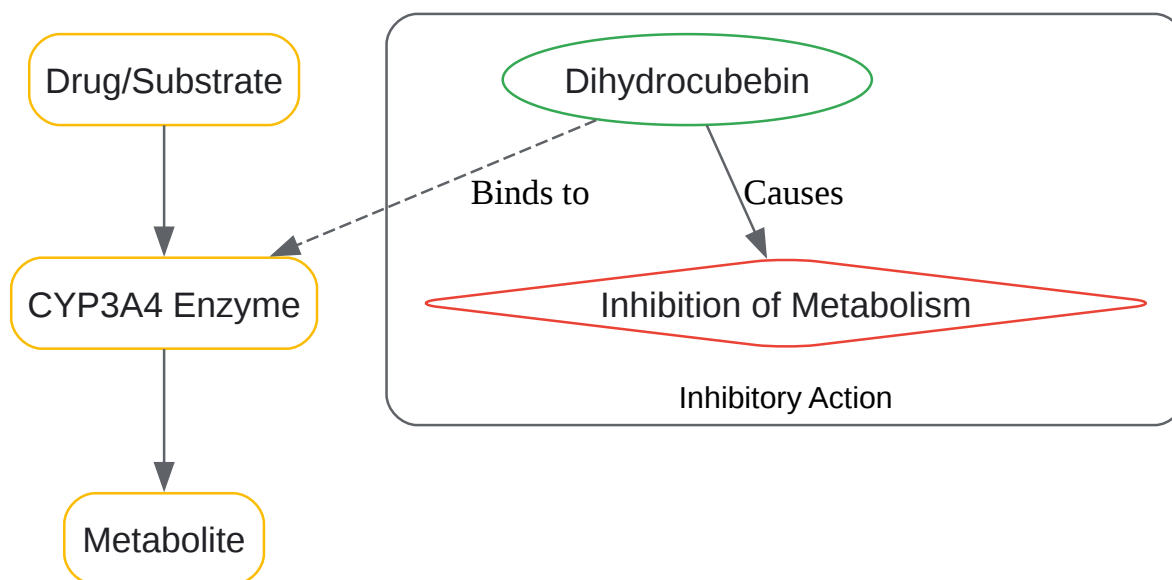 Drug/Substrate
Dihydrocubebin
Binds to
Causes
CYP3A4 Enzyme
Inhibition of Metabolism
Inhibitory Action
Metabolite